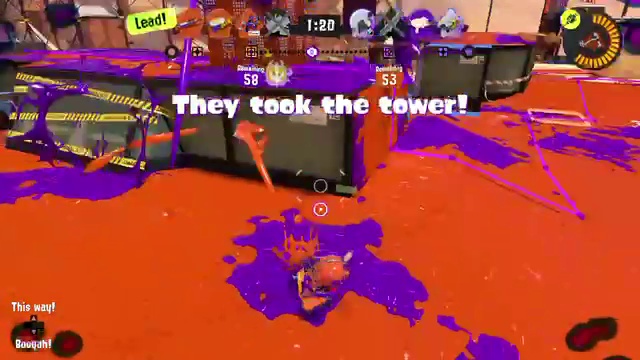 Lead!
1:20
Remaining
58
Remaining
53
They took the tower!
This way!
Booyah!